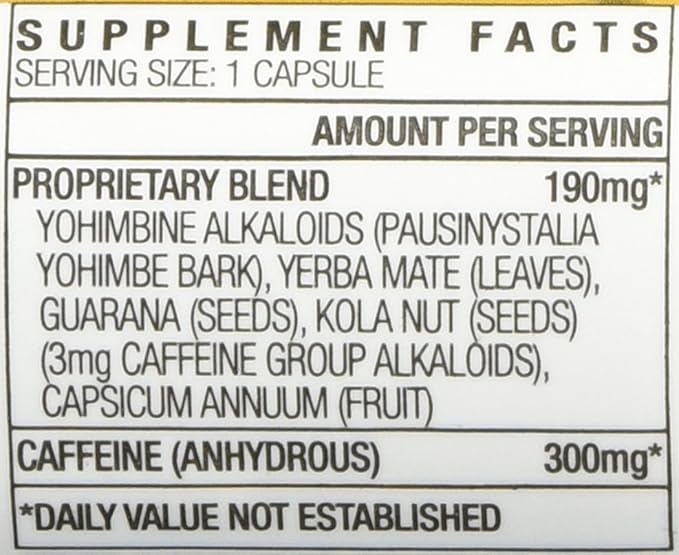 SUPPLEMENT FACTS
SERVING SIZE: 1 CAPSULE
AMOUNT PER SERVING
PROPRIETARY BLEND 190mg*
YOHIMBINE ALKALOIDS (PAUSINYSTALIA
YOHIMBE BARK), YERBA MATE (LEAVES),
GUARANA (SEEDS), KOLA NUT (SEEDS)
(3mg CAFFEINE GROUP ALKALOIDS),
CAPSICUM ANNUUM (FRUIT)
CAFFEINE (ANHYDROUS) 300mg*
*DAILY VALUE NOT ESTABLISHED